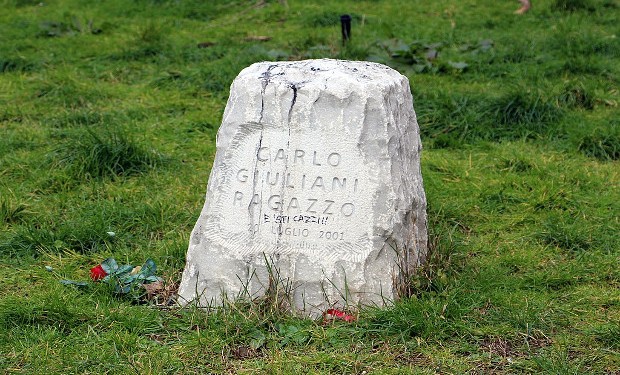 CARLO
GIULIANI
RAGAZZO
E 'STI CAZZI!!
LUGLIO 2001